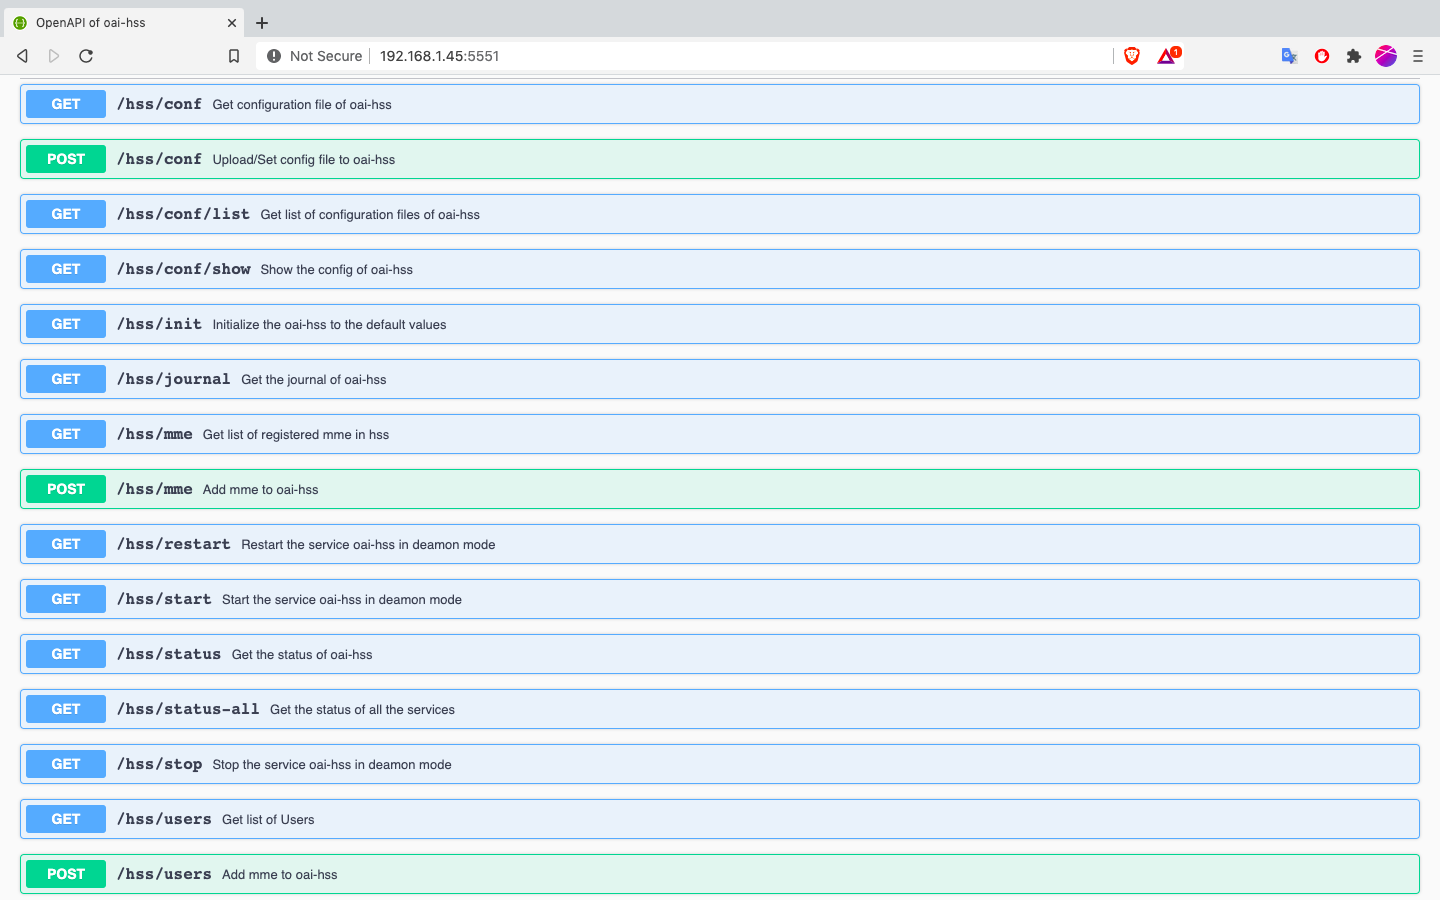 OpenAPI of oai-hss
Not Secure 192.168.1.45:5551
1
GET /hss/conf Get configuration file of oai-hss
POST /hss/conf Upload/Set config file to oai-hss
GET /hss/conf/list Get list of configuration files of oai-hss
GET /hss/conf/show Show the config of oai-hss
GET /hss/init Initialize the oai-hss to the default values
GET /hss/journal Get the journal of oai-hss
GET /hss/mme Get list of registered mme in hss
POST /hss/mme Add mme to oai-hss
GET /hss/restart Restart the service oai-hss in deamon mode
GET /hss/start Start the service oai-hss in deamon mode
GET /hss/status Get the status of oai-hss
GET /hss/status-all Get the status of all the services
GET /hss/stop Stop the service oai-hss in deamon mode
GET /hss/users Get list of Users
POST /hss/users Add mme to oai-hss